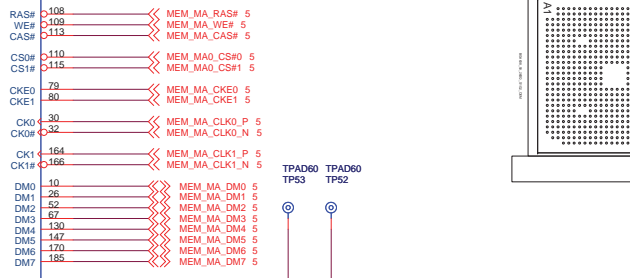 RAS# 108 MEM_MA_RAS# 5
WE# 109 MEM_MA_WE# 5
CAS# 113 MEM_MA_CAS# 5
CS0# 110 MEM_MA0_CS#0 5
CS1# 115 MEM_MA0_CS#1 5
CKE0 79 MEM_MA_CKE0 5
CKE1 80 MEM_MA_CKE1 5
CK0 30 MEM_MA_CLK0_P 5
CK0# 32 MEM_MA_CLK0_N 5
CK1 164 MEM_MA_CLK1_P 5
CK1# 166 MEM_MA_CLK1_N 5
DM0 10 MEM_MA_DM0 5
DM1 26 MEM_MA_DM1 5
DM2 52 MEM_MA_DM2 5
DM3 67 MEM_MA_DM3 5
DM4 130 MEM_MA_DM4 5
DM5 147 MEM_MA_DM5 5
DM6 170 MEM_MA_DM6 5
DM7 185 MEM_MA_DM7 5
TPAD60 TPAD60
TP53 TP52
A1